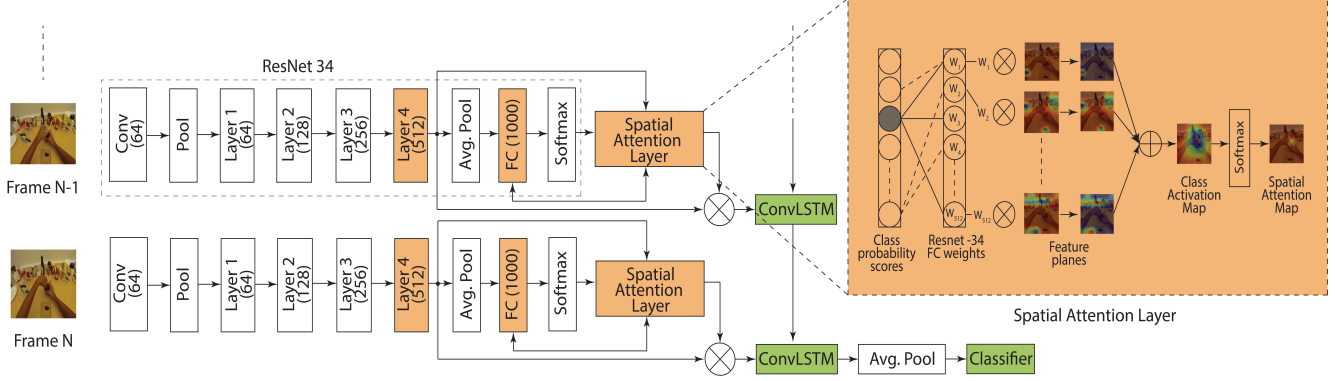 ResNet 34
Frame N-1
Conv
(64)
Pool
Layer 1
(64)
Layer 2
(128)
Layer 3
(256)
Layer 4
(512)
Avg. Pool
FC (1000)
Softmax
Spatial
Attention
Layer
ConvLSTM
Frame N
Conv
(64)
Pool
Layer 1
(64)
Layer 2
(128)
Layer 3
(256)
Layer 4
(512)
Avg. Pool
FC (1000)
Softmax
Spatial
Attention
Layer
ConvLSTM
Avg. Pool
Classifier
W1
W1
W2
W2
W3
W4
W512
W512
Class
probability
scores
Resnet -34
FC weights
Feature
planes
Class
Activation
Map
Softmax
Spatial
Attention
Map
Spatial Attention Layer